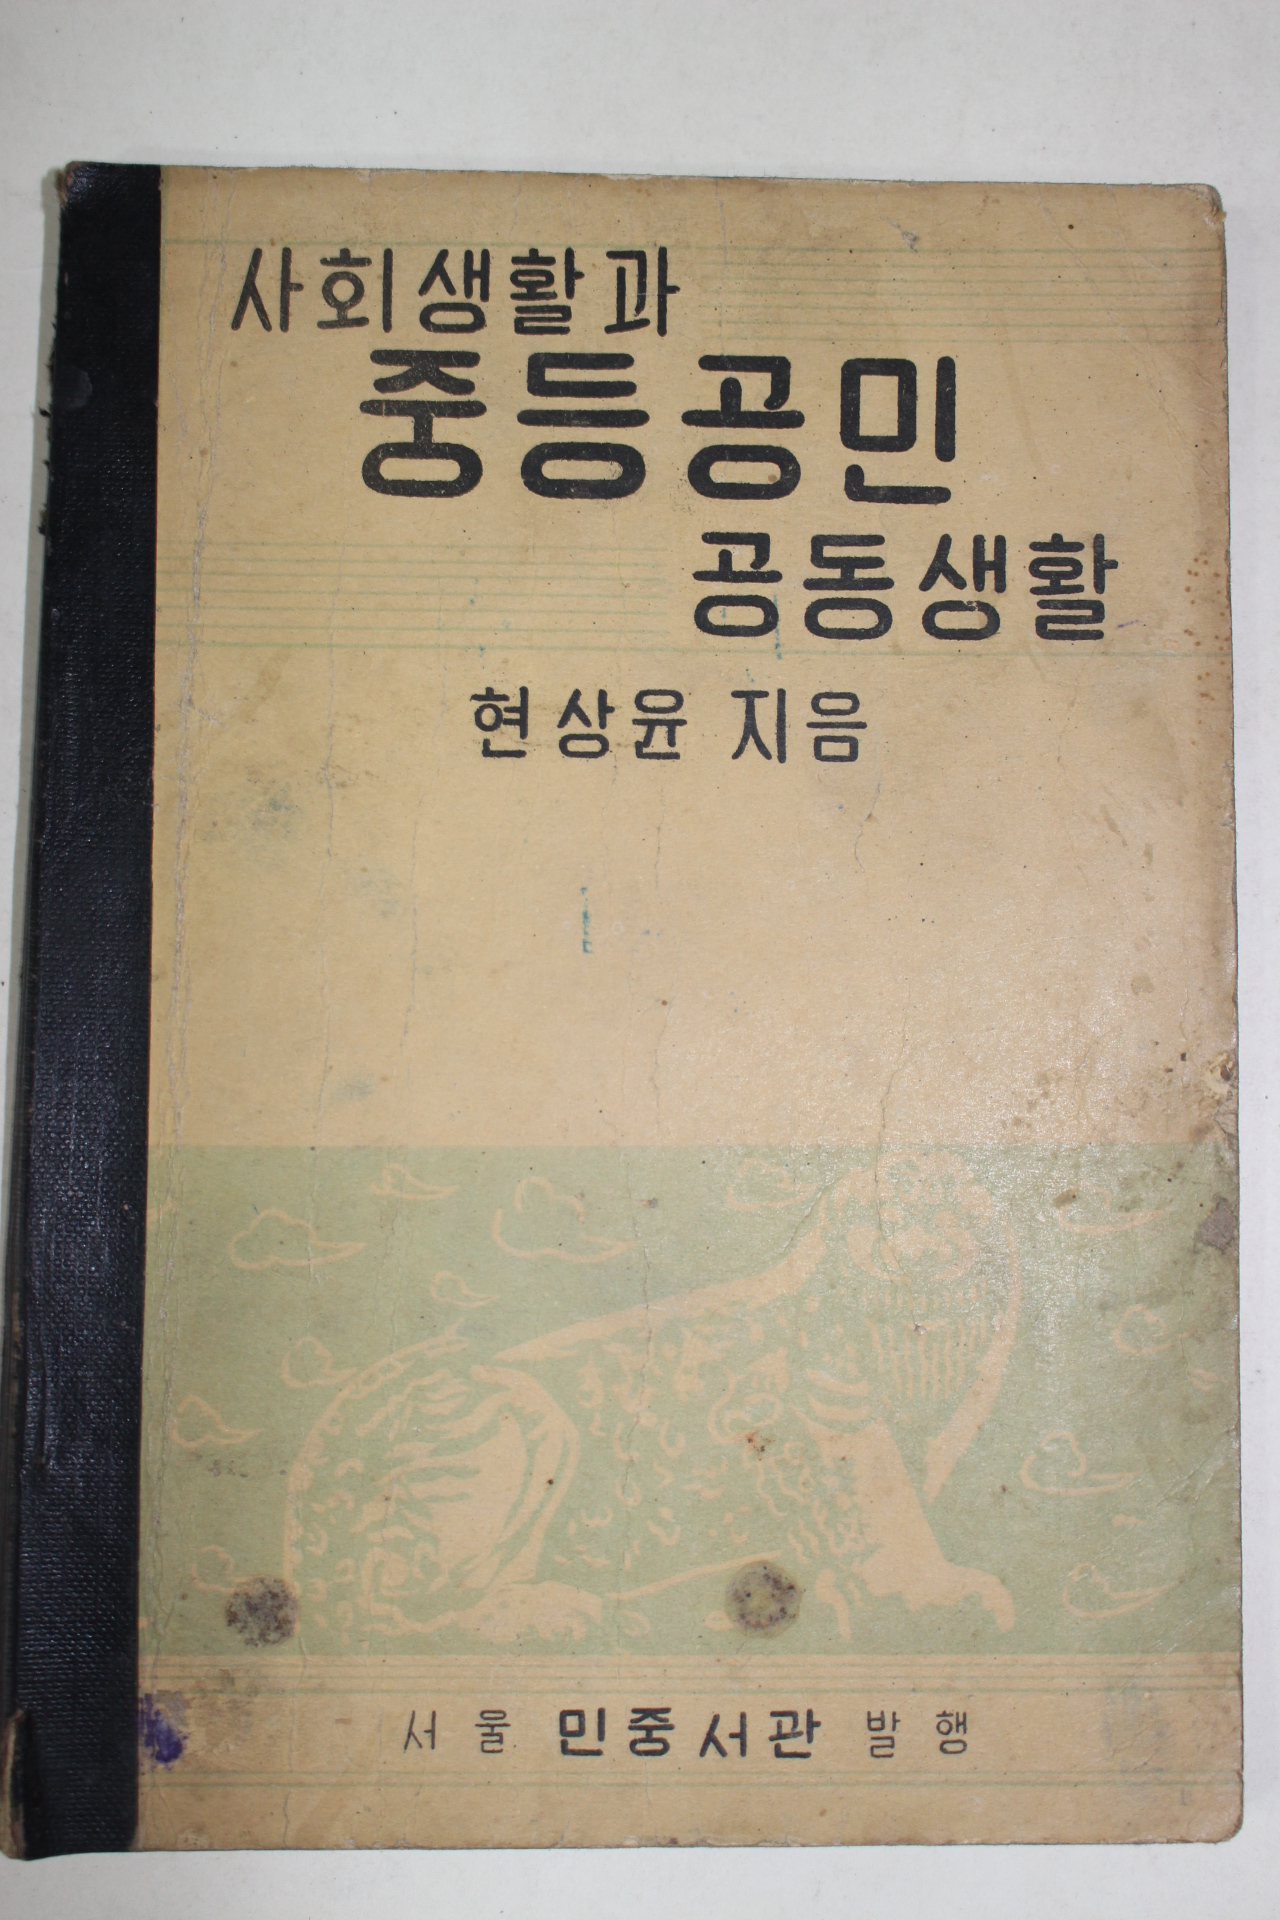 사회생활과
중등공민
공동생활
현상윤 지음
서울 민중서관 발행